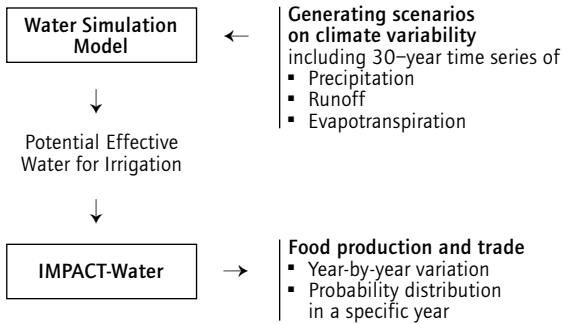 Water Simulation
Model
Generating scenarios
on climate variability
including 30–year time series of
▪ Precipitation
▪ Runoff
▪ Evapotranspiration
Potential Effective
Water for Irrigation
IMPACT-Water
Food production and trade
▪ Year-by-year variation
▪ Probability distribution
in a specific year